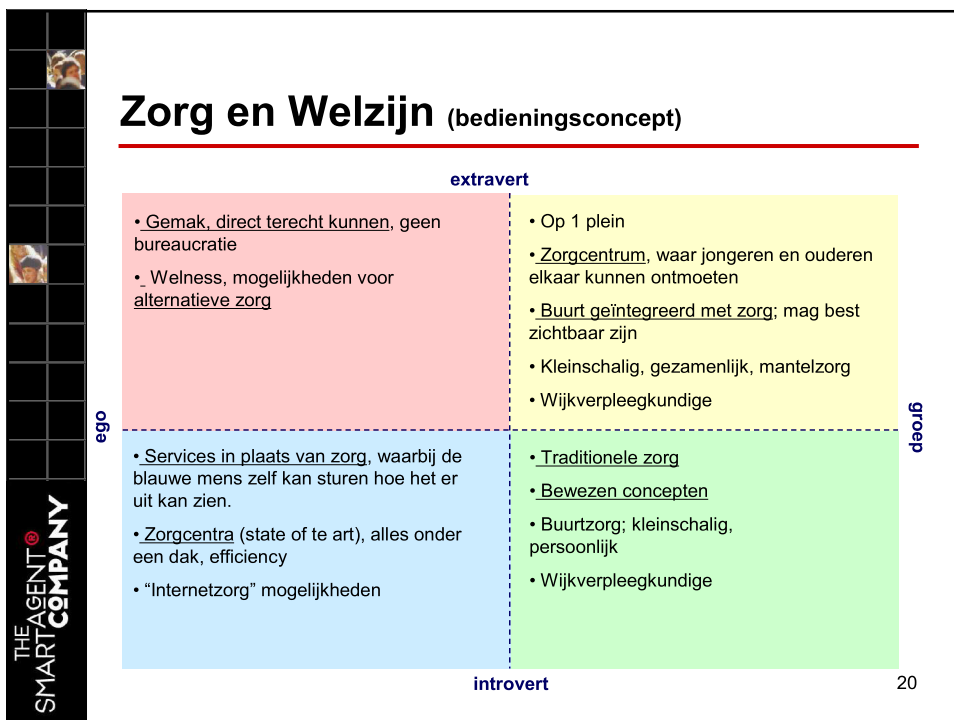 Zorg en Welzijn (bedieningsconcept)
extravert
• Gemak, direct terecht kunnen, geen
bureaucratie
• Welness, mogelijkheden voor
alternatieve zorg
• Op 1 plein
• Zorgcentrum, waar jongeren en ouderen
elkaar kunnen ontmoeten
• Buurt geïntegreerd met zorg; mag best
zichtbaar zijn
• Kleinschalig, gezamenlijk, mantelzorg
• Wijkverpleegkundige
ego
groep
• Services in plaats van zorg, waarbij de
blauwe mens zelf kan sturen hoe het er
uit kan zien.
• Zorgcentra (state of te art), alles onder
een dak, efficiency
• “Internetzorg” mogelijkheden
• Traditionele zorg
• Bewezen concepten
• Buurtzorg; kleinschalig,
persoonlijk
• Wijkverpleegkundige
introvert
20
THE
SMARTAGENT®
COMPANY